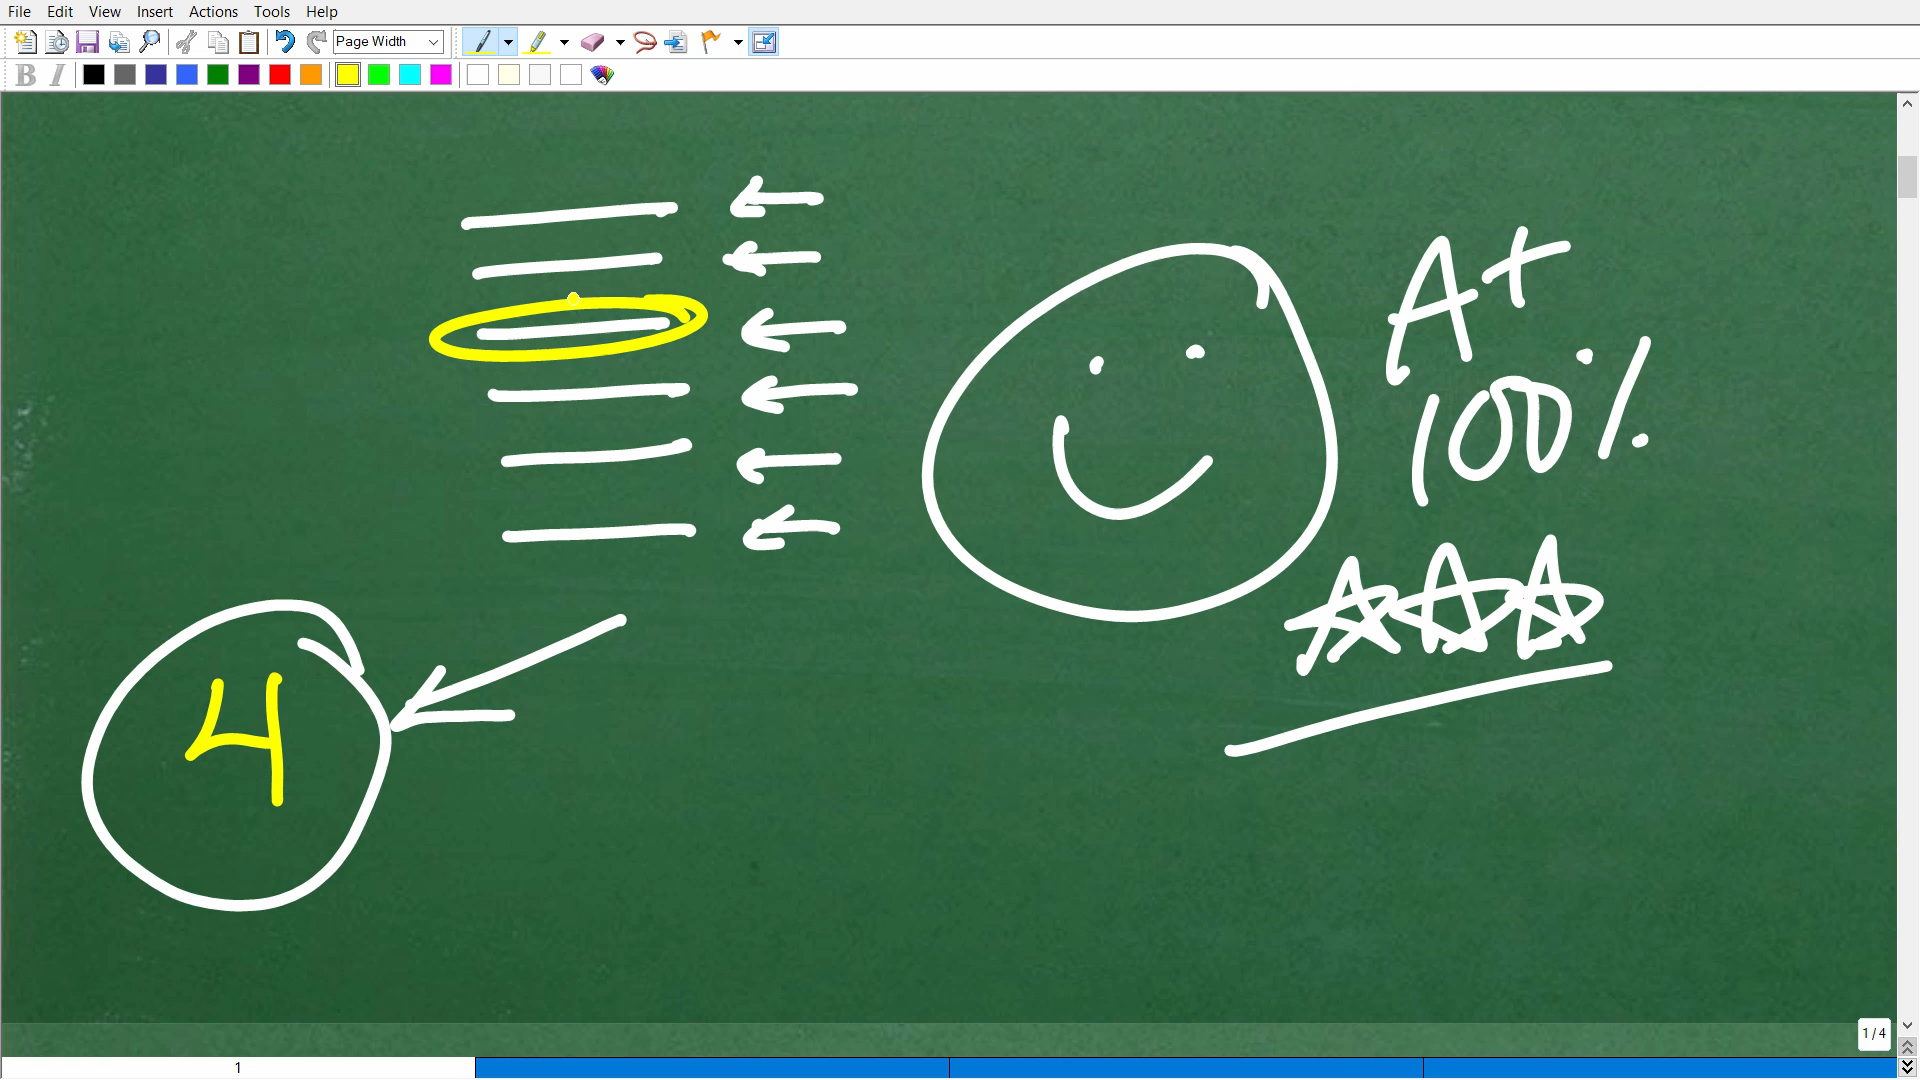 File Edit View Insert Actions Tools Help
Page Width
B I
A+
100%
4
1 / 4
1